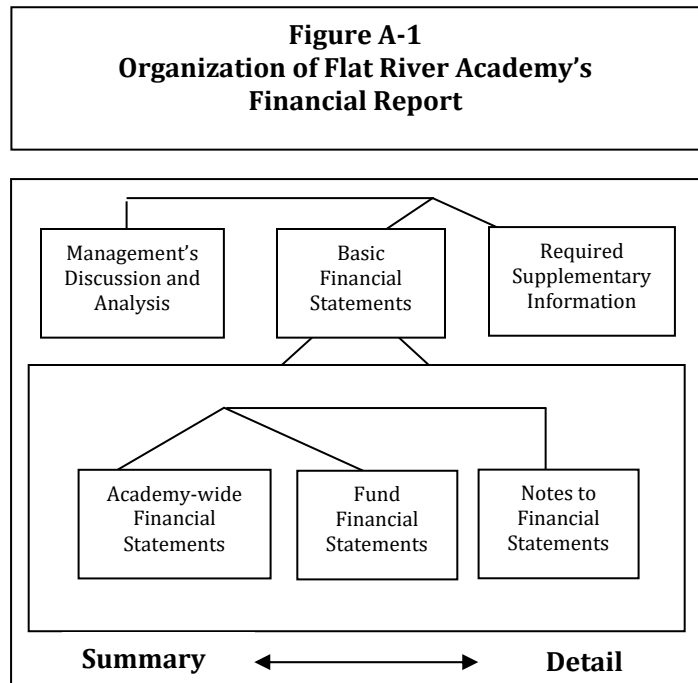 Figure A-1
Organization of Flat River Academy’s
Financial Report
Management’s
Discussion and
Analysis
Basic
Financial
Statements
Required
Supplementary
Information
Academy-wide
Financial
Statements
Fund
Financial
Statements
Notes to
Financial
Statements
Summary
Detail